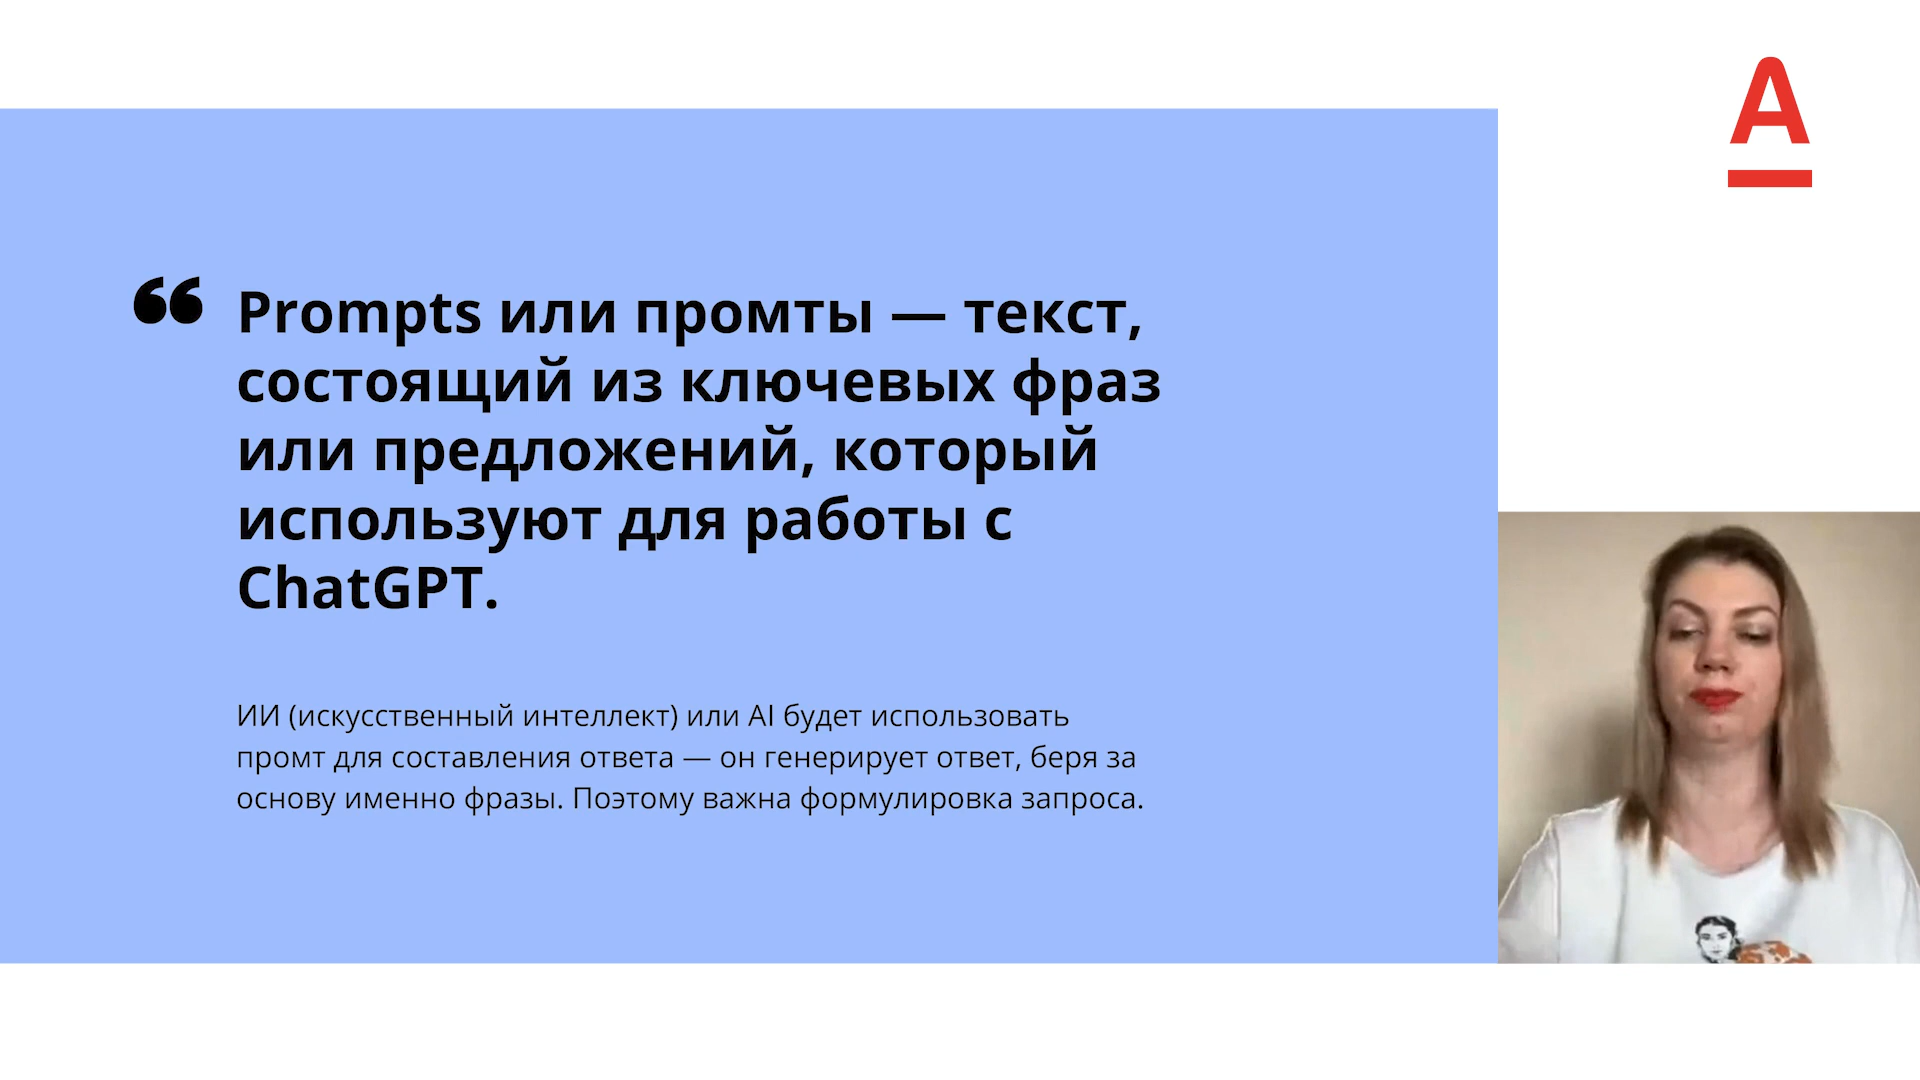 А
“ Prompts или промты — текст,
состоящий из ключевых фраз
или предложений, который
используют для работы с
ChatGPT.
ИИ (искусственный интеллект) или AI будет использовать
промт для составления ответа — он генерирует ответ, беря за
основу именно фразы. Поэтому важна формулировка запроса.